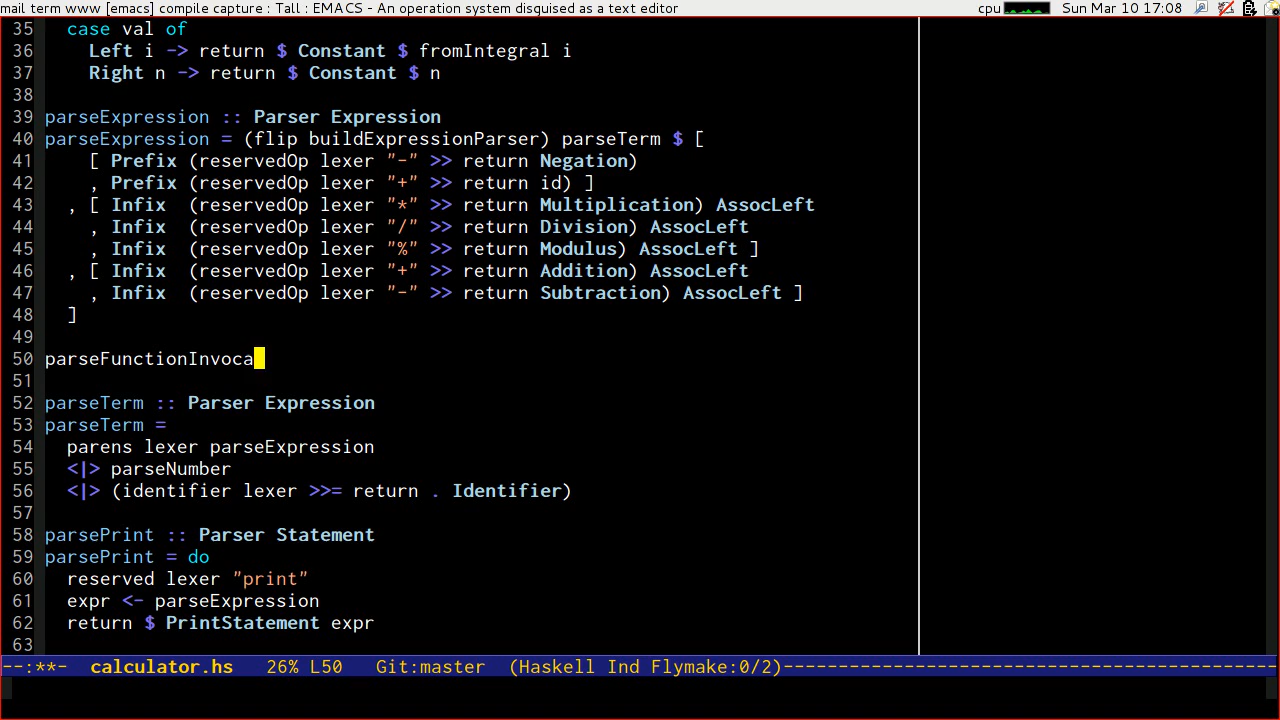 mail term www [emacs] compile capture : Tall : EMACS - An operation system disguised as a text editor cpu Sun Mar 10 17:08
35   case val of
36     Left i -> return $ Constant $ fromIntegral i
37     Right n -> return $ Constant $ n
38
39 parseExpression :: Parser Expression
40 parseExpression = (flip buildExpressionParser) parseTerm $ [
41     [ Prefix (reservedOp lexer "-" >> return Negation)
42     , Prefix (reservedOp lexer "+" >> return id) ]
43   , [ Infix  (reservedOp lexer "*" >> return Multiplication) AssocLeft
44     , Infix  (reservedOp lexer "/" >> return Division) AssocLeft
45     , Infix  (reservedOp lexer "%" >> return Modulus) AssocLeft ]
46   , [ Infix  (reservedOp lexer "+" >> return Addition) AssocLeft
47     , Infix  (reservedOp lexer "-" >> return Subtraction) AssocLeft ]
48   ]
49
50 parseFunctionInvoca
51
52 parseTerm :: Parser Expression
53 parseTerm =
54   parens lexer parseExpression
55   <|> parseNumber
56   <|> (identifier lexer >>= return . Identifier)
57
58 parsePrint :: Parser Statement
59 parsePrint = do
60   reserved lexer "print"
61   expr <- parseExpression
62   return $ PrintStatement expr
63
--:**-  calculator.hs   26% L50   Git:master  (Haskell Ind Flymake:0/2)---------------------------------------------